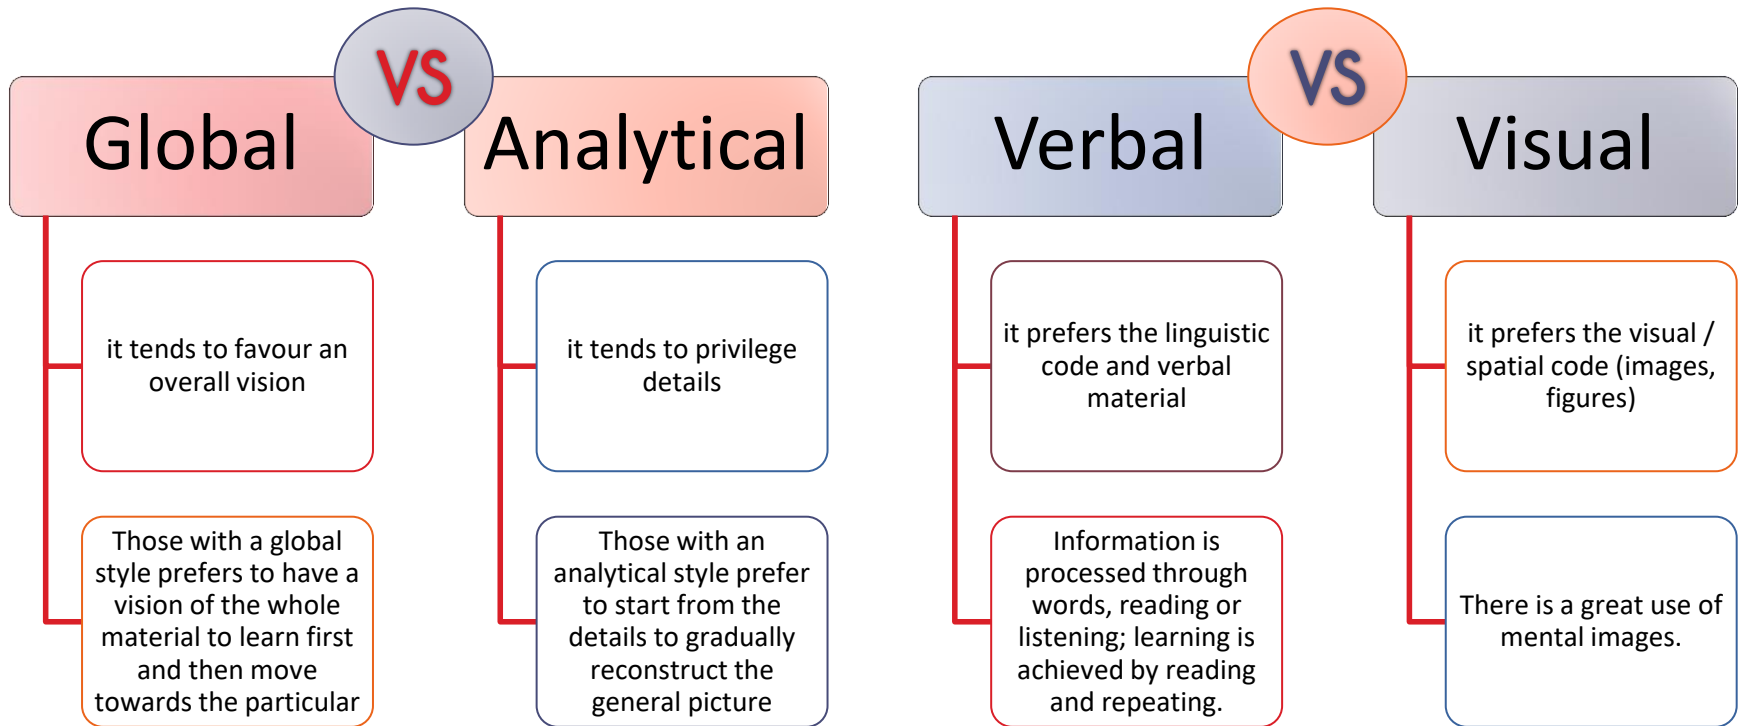 Global
VS
Analytical
it tends to favour an
overall vision
Those with a global
style prefers to have a
vision of the whole
material to learn first
and then move
towards the particular
it tends to privilege
details
Those with an
analytical style prefer
to start from the
details to gradually
reconstruct the
general picture
Verbal
VS
Visual
it prefers the linguistic
code and verbal
material
Information is
processed through
words, reading or
listening; learning is
achieved by reading
and repeating.
it prefers the visual /
spatial code (images,
figures)
There is a great use of
mental images.